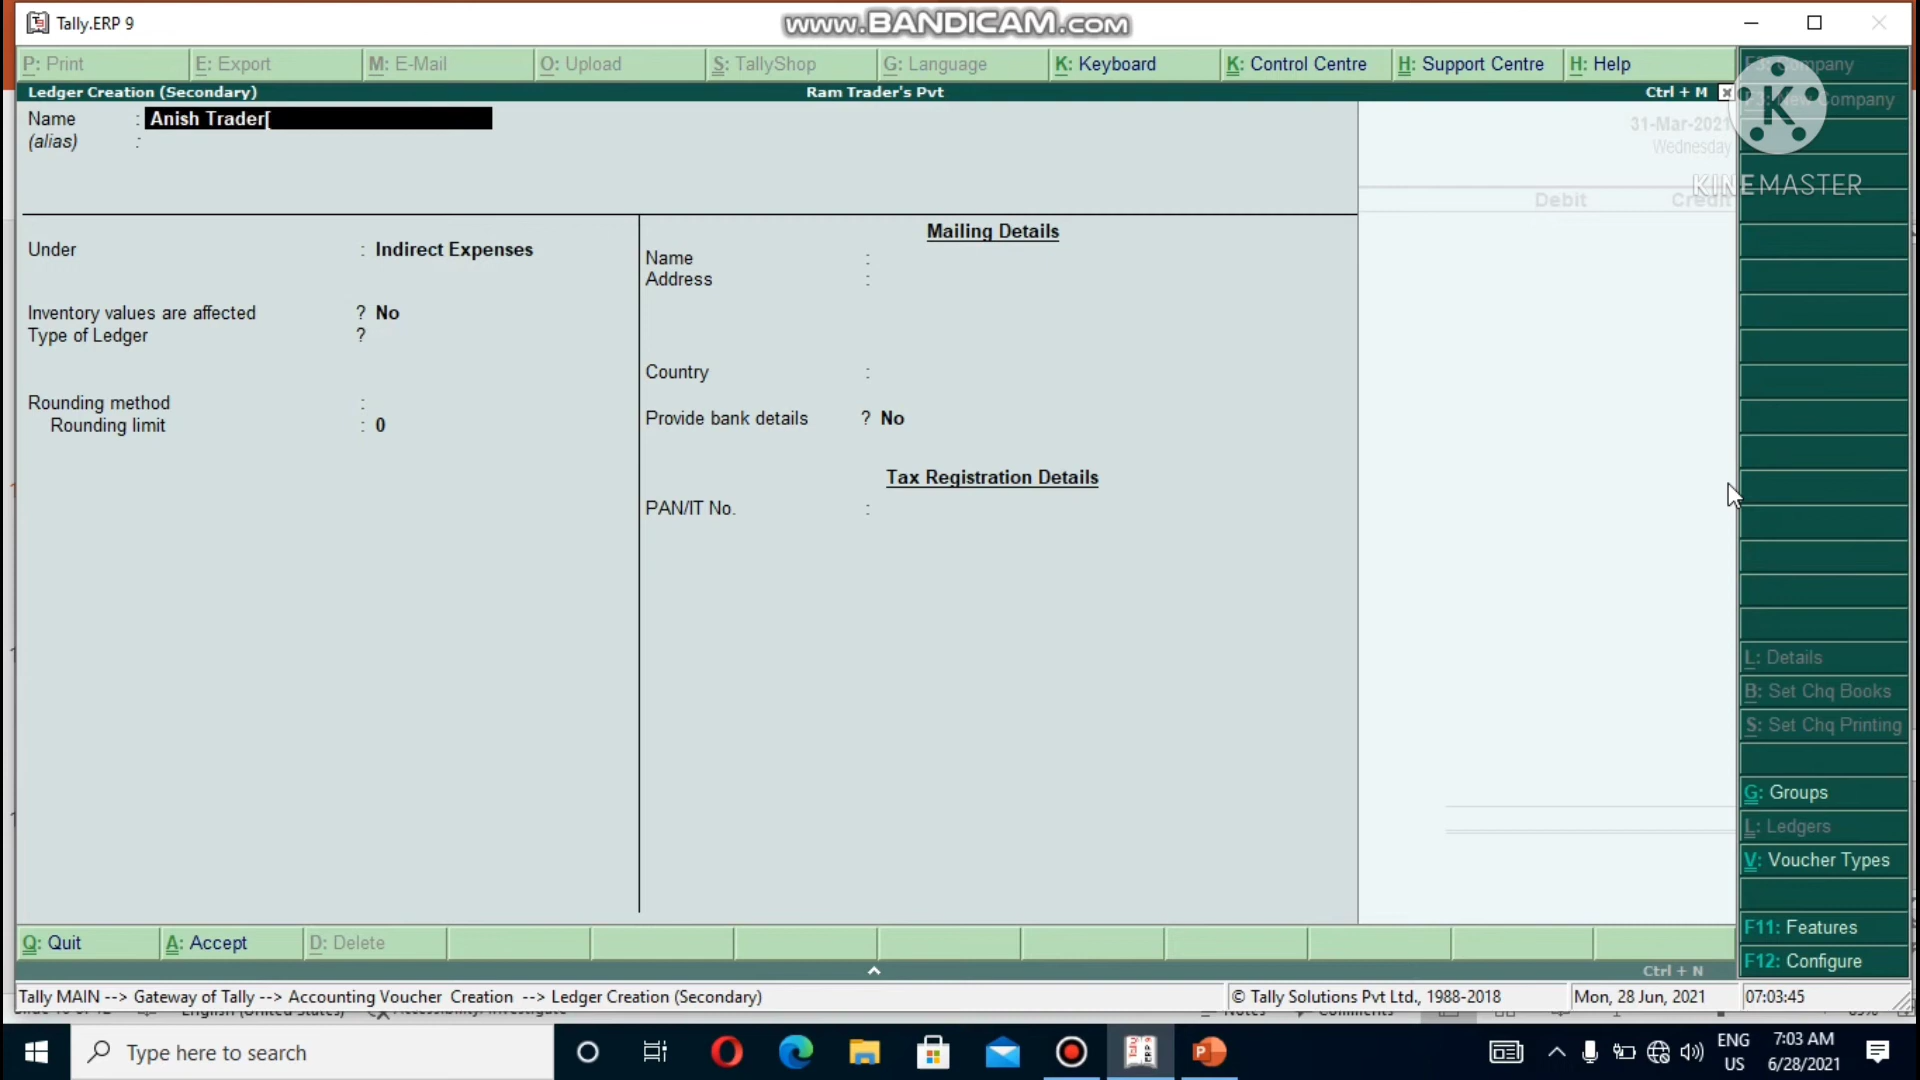 Tally.ERP 9
www.BANDICAM.com
P: Print
E: Export
M: E-Mail
O: Upload
S: TallyShop
G: Language
K: Keyboard
K: Control Centre
H: Support Centre
H: Help
F3: Company
Ledger Creation (Secondary)
Ram Trader's Pvt
Ctrl + M
F3: New Company
Name : Anish Trader[
(alias) :
31-Mar-2021
Wednesday
K
KINEMASTER
Debit
Credit
Under : Indirect Expenses
Inventory values are affected ? No
Type of Ledger ?
Rounding method :
Rounding limit : 0
Mailing Details
Name :
Address :
Country :
Provide bank details ? No
Tax Registration Details
PAN/IT No. :
L: Details
B: Set Chq Books
S: Set Chq Printing
G: Groups
L: Ledgers
V: Voucher Types
F11: Features
F12: Configure
Q: Quit
A: Accept
D: Delete
Ctrl + N
Tally MAIN --> Gateway of Tally --> Accounting Voucher Creation --> Ledger Creation (Secondary)
© Tally Solutions Pvt Ltd., 1988-2018
Mon, 28 Jun, 2021
07:03:45
Type here to search
ENG
US
7:03 AM
6/28/2021